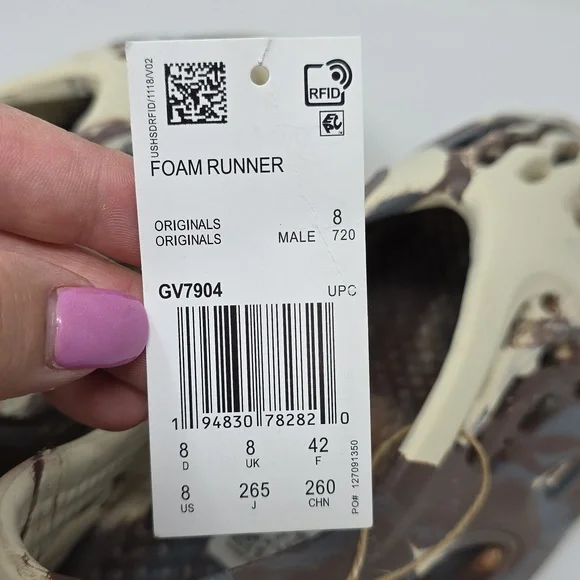 USHSDRFID/1118/V02
RFID
FOAM RUNNER
ORIGINALS 8
ORIGINALS MALE 720
GV7904 UPC
1 94830 78282 0
8 8 42
D UK F
8 265 260
US J CHN
PO# 127091350